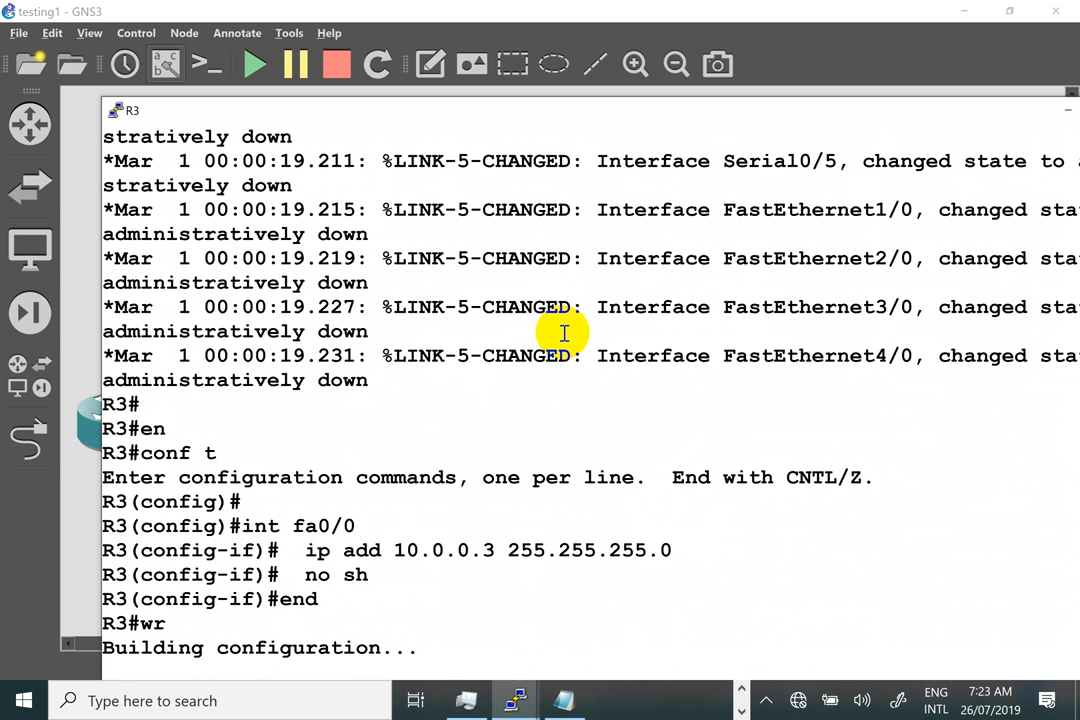 testing1 - GNS3
File Edit View Control Node Annotate Tools Help
R3
stratively down
*Mar  1 00:00:19.211: %LINK-5-CHANGED: Interface Serial0/5, changed state to a
stratively down
*Mar  1 00:00:19.215: %LINK-5-CHANGED: Interface FastEthernet1/0, changed sta
administratively down
*Mar  1 00:00:19.219: %LINK-5-CHANGED: Interface FastEthernet2/0, changed sta
administratively down
*Mar  1 00:00:19.227: %LINK-5-CHANGED: Interface FastEthernet3/0, changed sta
administratively down
*Mar  1 00:00:19.231: %LINK-5-CHANGED: Interface FastEthernet4/0, changed sta
administratively down
R3#
R3#en
R3#conf t
Enter configuration commands, one per line.  End with CNTL/Z.
R3(config)#
R3(config)#int fa0/0
R3(config-if)#  ip add 10.0.0.3 255.255.255.0
R3(config-if)#  no sh
R3(config-if)#end
R3#wr
Building configuration...
Type here to search
ENG
INTL
7:23 AM
26/07/2019